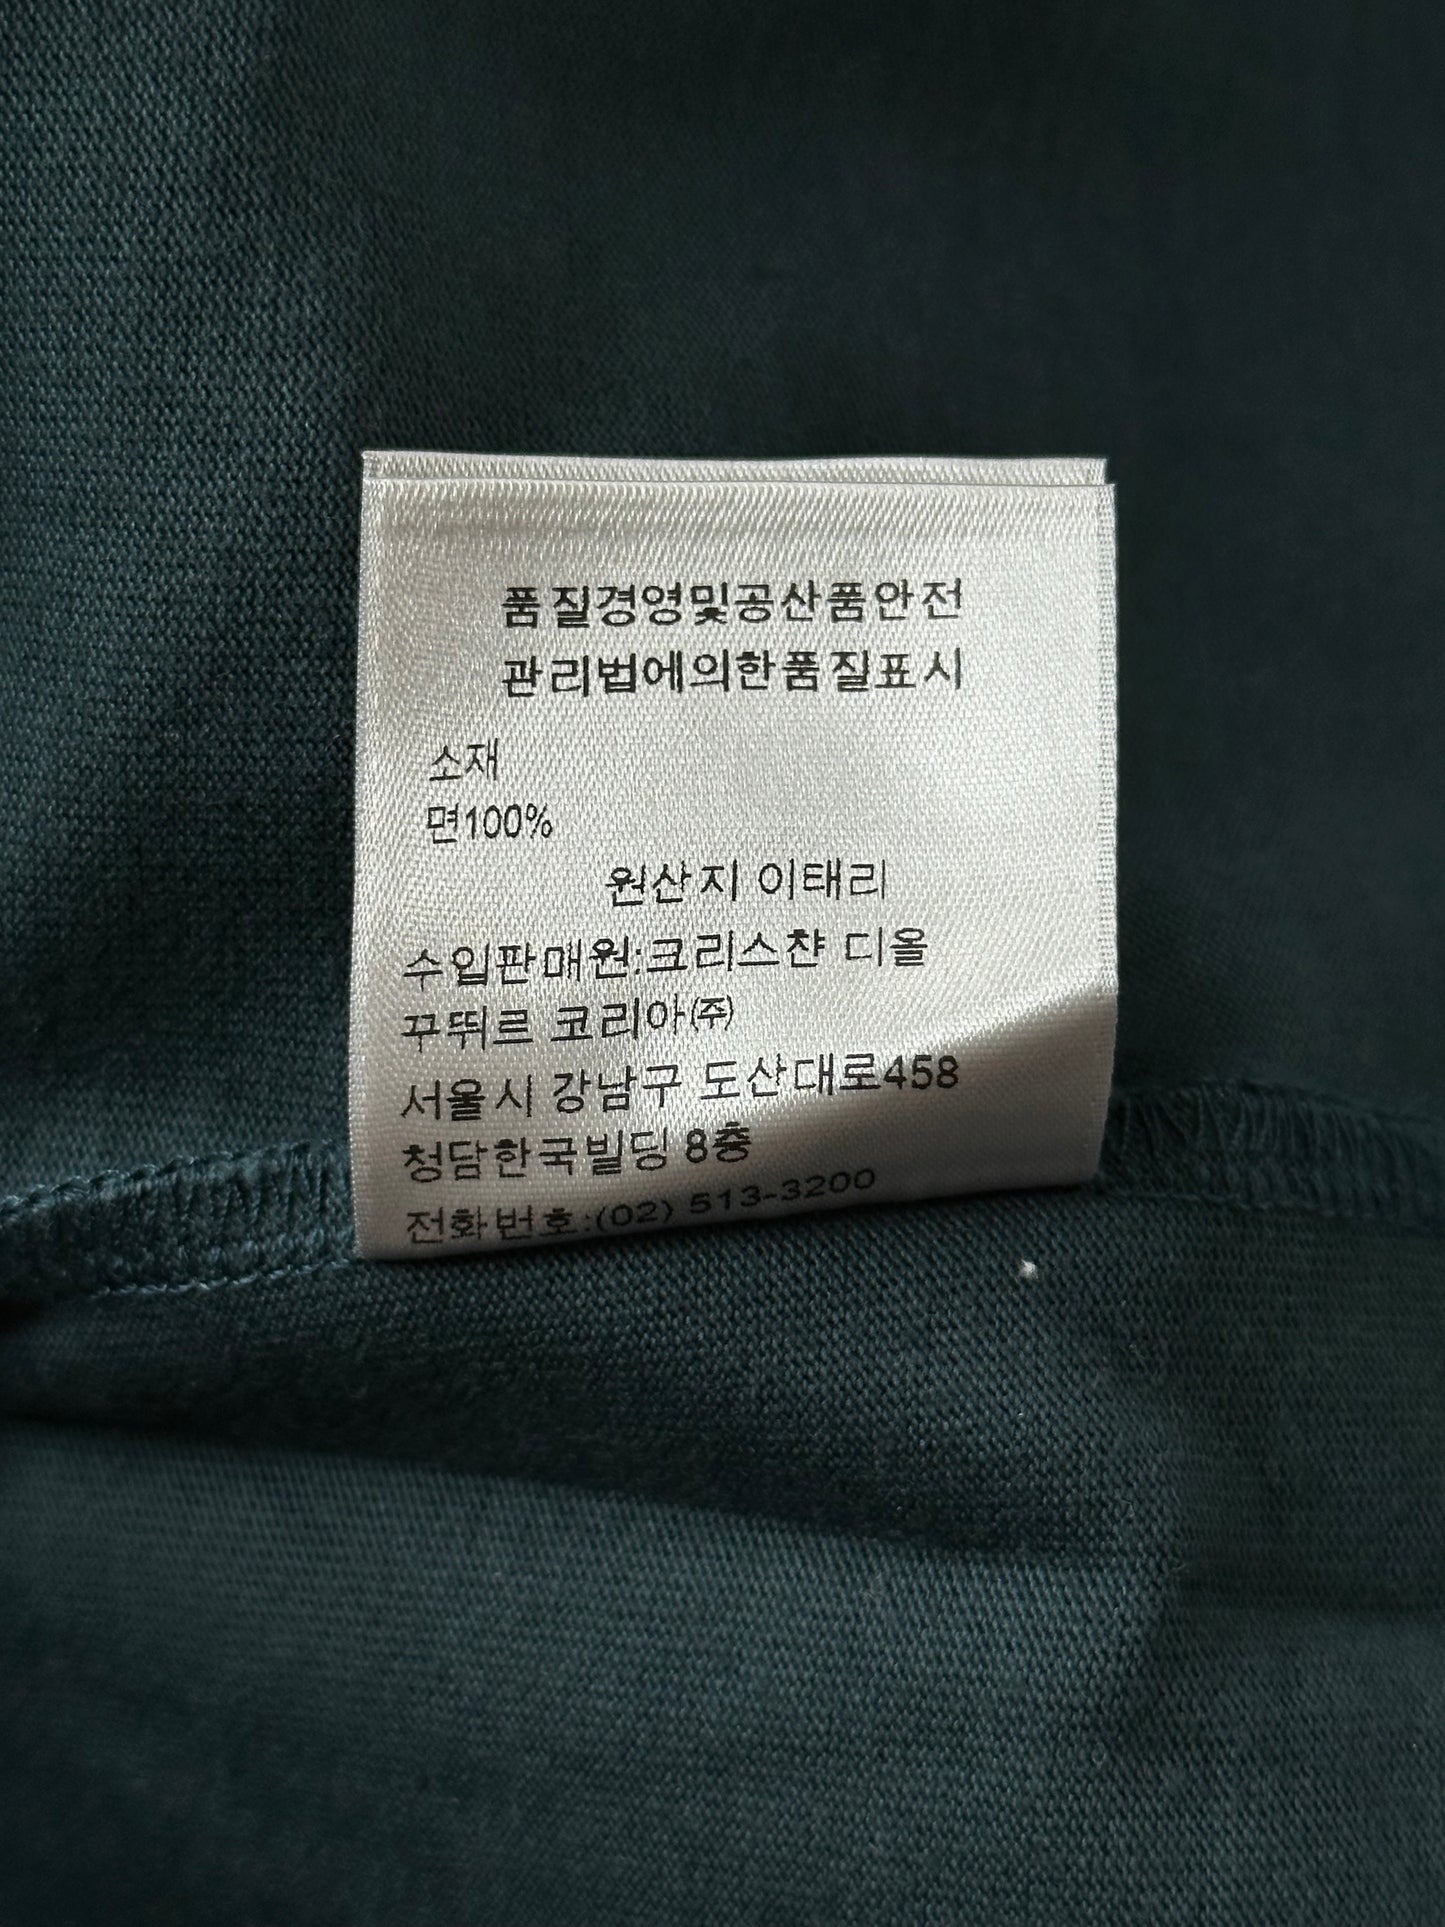 품질경영및공산품안전
관리법에의한품질표시
소재
면100%
원산지 이태리
수입판매원:크리스챤 디올
꾸뛰르 코리아㈜
서울시 강남구 도산대로458
청담한국빌딩 8층
전화번호:(02) 513-3200